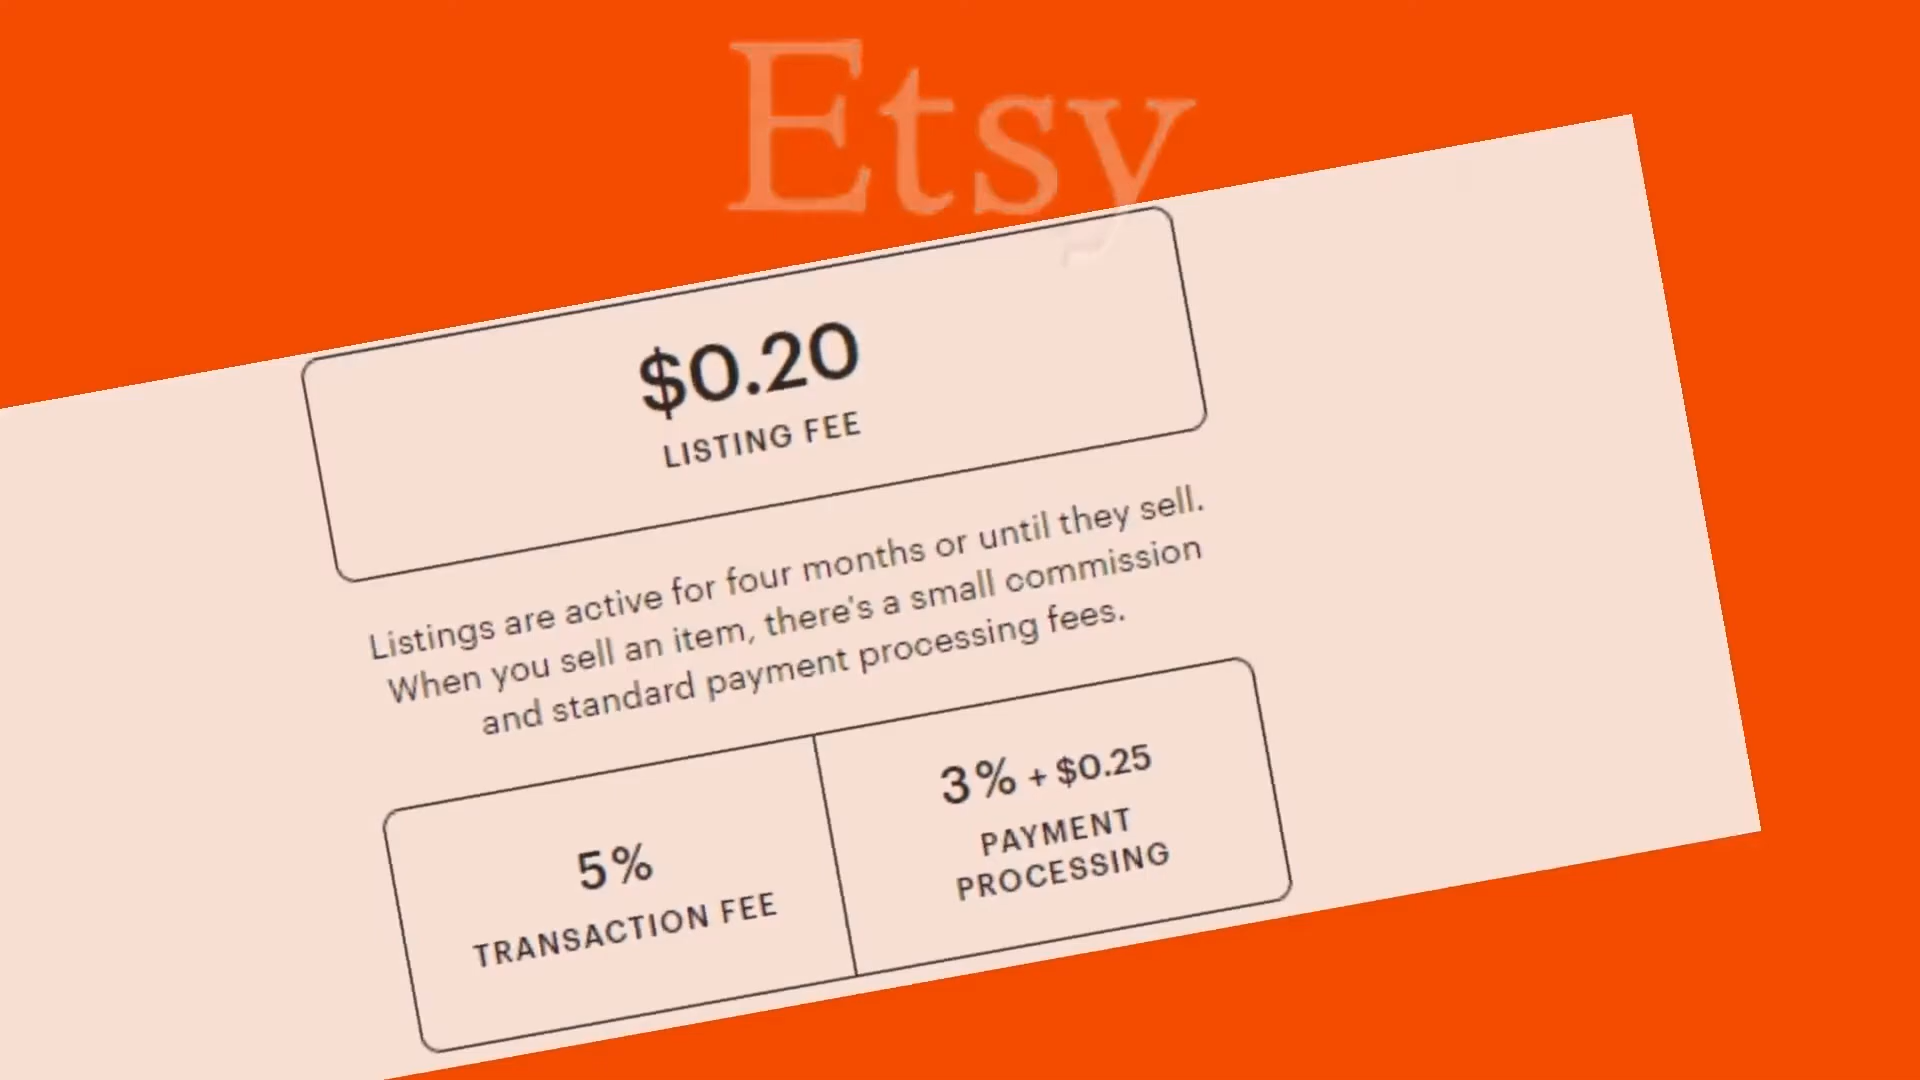 Etsy
$0.20
LISTING FEE
Listings are active for four months or until they sell.
When you sell an item, there's a small commission
and standard payment processing fees.
5%
TRANSACTION FEE
3% + $0.25
PAYMENT
PROCESSING